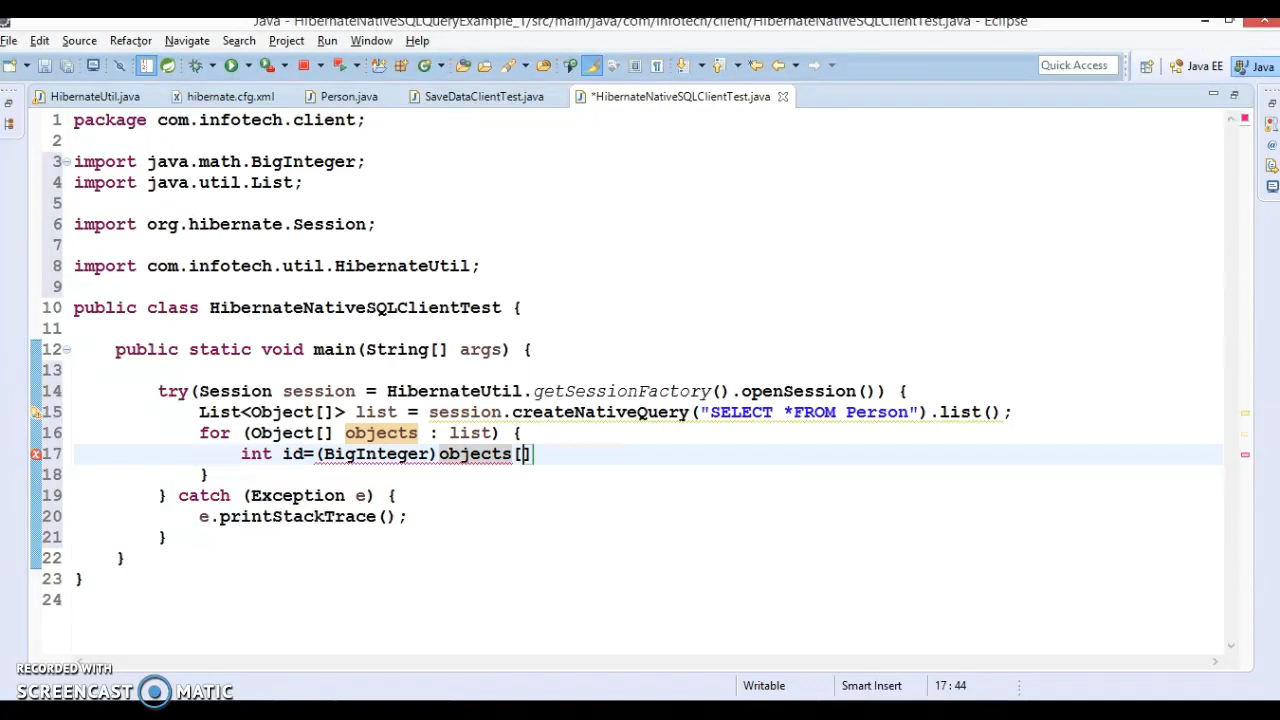 Java - HibernateNativeSQLQueryExample_1/src/main/java/com/infotech/client/HibernateNativeSQLClientTest.java - Eclipse
File Edit Source Refactor Navigate Search Project Run Window Help
Quick Access Java EE Java
HibernateUtil.java hibernate.cfg.xml Person.java SaveDataClientTest.java *HibernateNativeSQLClientTest.java
1 package com.infotech.client;
2
3 import java.math.BigInteger;
4 import java.util.List;
5
6 import org.hibernate.Session;
7
8 import com.infotech.util.HibernateUtil;
9
10 public class HibernateNativeSQLClientTest {
11
12 public static void main(String[] args) {
13
14 try(Session session = HibernateUtil.getSessionFactory().openSession()) {
15 List<Object[]> list = session.createNativeQuery("SELECT *FROM Person").list();
16 for (Object[] objects : list) {
17 int id=(BigInteger)objects[]
18 }
19 } catch (Exception e) {
20 e.printStackTrace();
21 }
22 }
23 }
24
RECORDED WITH
SCREENCAST MATIC
Writable Smart Insert 17:44